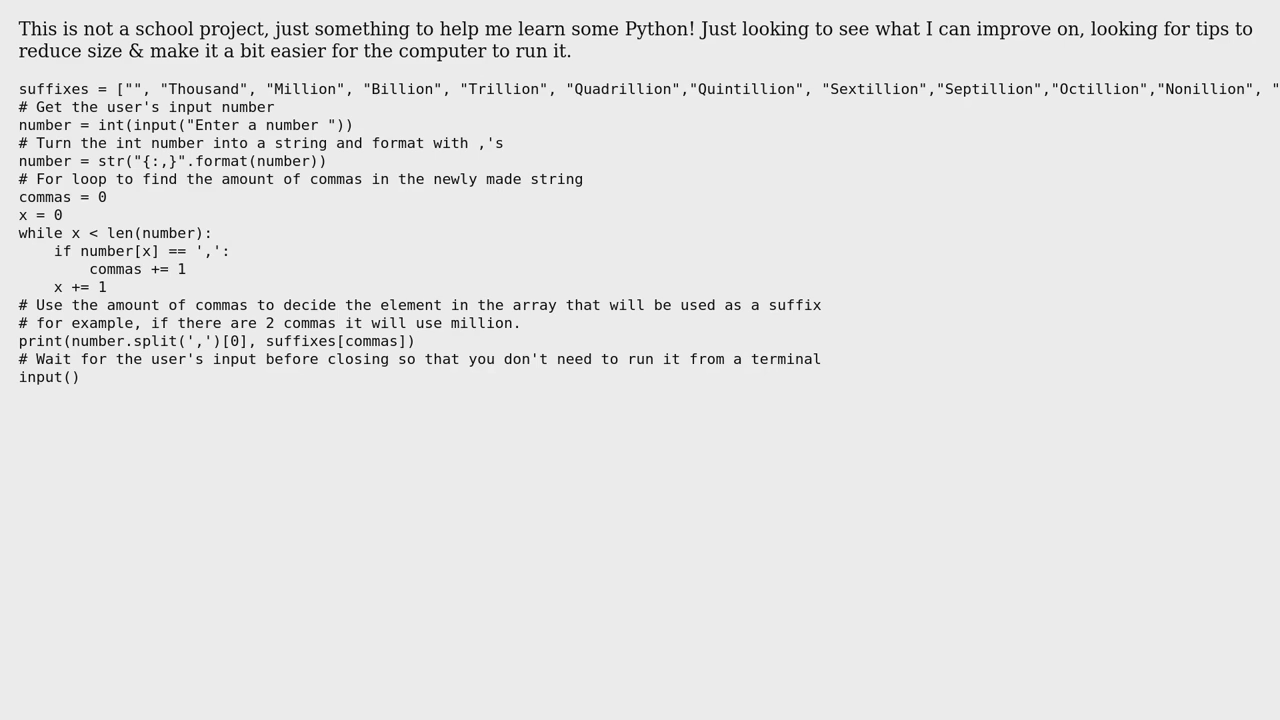 This is not a school project, just something to help me learn some Python! Just looking to see what I can improve on, looking for tips to
reduce size & make it a bit easier for the computer to run it.
suffixes = ["", "Thousand", "Million", "Billion", "Trillion", "Quadrillion","Quintillion", "Sextillion","Septillion","Octillion","Nonillion", "
# Get the user's input number
number = int(input("Enter a number "))
# Turn the int number into a string and format with ,'s
number = str("{:,}".format(number))
# For loop to find the amount of commas in the newly made string
commas = 0
x = 0
while x < len(number):
    if number[x] == ',':
        commas += 1
    x += 1
# Use the amount of commas to decide the element in the array that will be used as a suffix
# for example, if there are 2 commas it will use million.
print(number.split(',')[0], suffixes[commas])
# Wait for the user's input before closing so that you don't need to run it from a terminal
input()